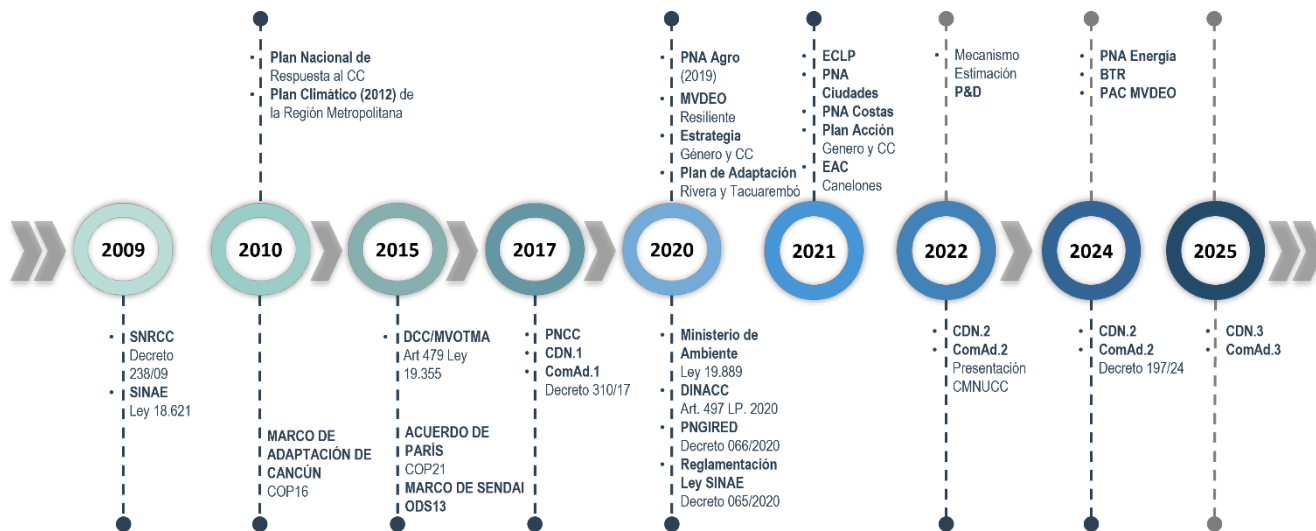 • Plan Nacional de
Respuesta al CC
• Plan Climático (2012) de
la Región Metropolitana
• PNA Agro
(2019)
• MVDEO
Resiliente
• Estrategia
Género y CC
• Plan de Adaptación
Rivera y Tacuarembó
• ECLP
• PNA
Ciudades
• PNA Costas
• Plan Acción
Genero y CC
• EAC
Canelones
• Mecanismo
Estimación
P&D
• PNA Energía
• BTR
• PAC MVDEO
2009
2010
2015
2017
2020
2021
2022
2024
2025
• SNRCC
Decreto
238/09
• SINAE
Ley 18.621
MARCO DE
ADAPTACIÓN DE
CANCÚN
COP16
• DCC/MVOTMA
Art 479 Ley
19.355
ACUERDO DE
PARÍS
COP21
MARCO DE SENDAI
ODS13
• PNCC
• CDN.1
• ComAd.1
Decreto 310/17
• Ministerio de
Ambiente
Ley 19.889
• DINACC
Art. 497 LP. 2020
• PNGIRED
Decreto 066/2020
• Reglamentación
Ley SINAE
Decreto 065/2020
• CDN.2
• ComAd.2
Presentación
CMNUCC
• CDN.2
• ComAd.2
Decreto 197/24
• CDN.3
• ComAd.3